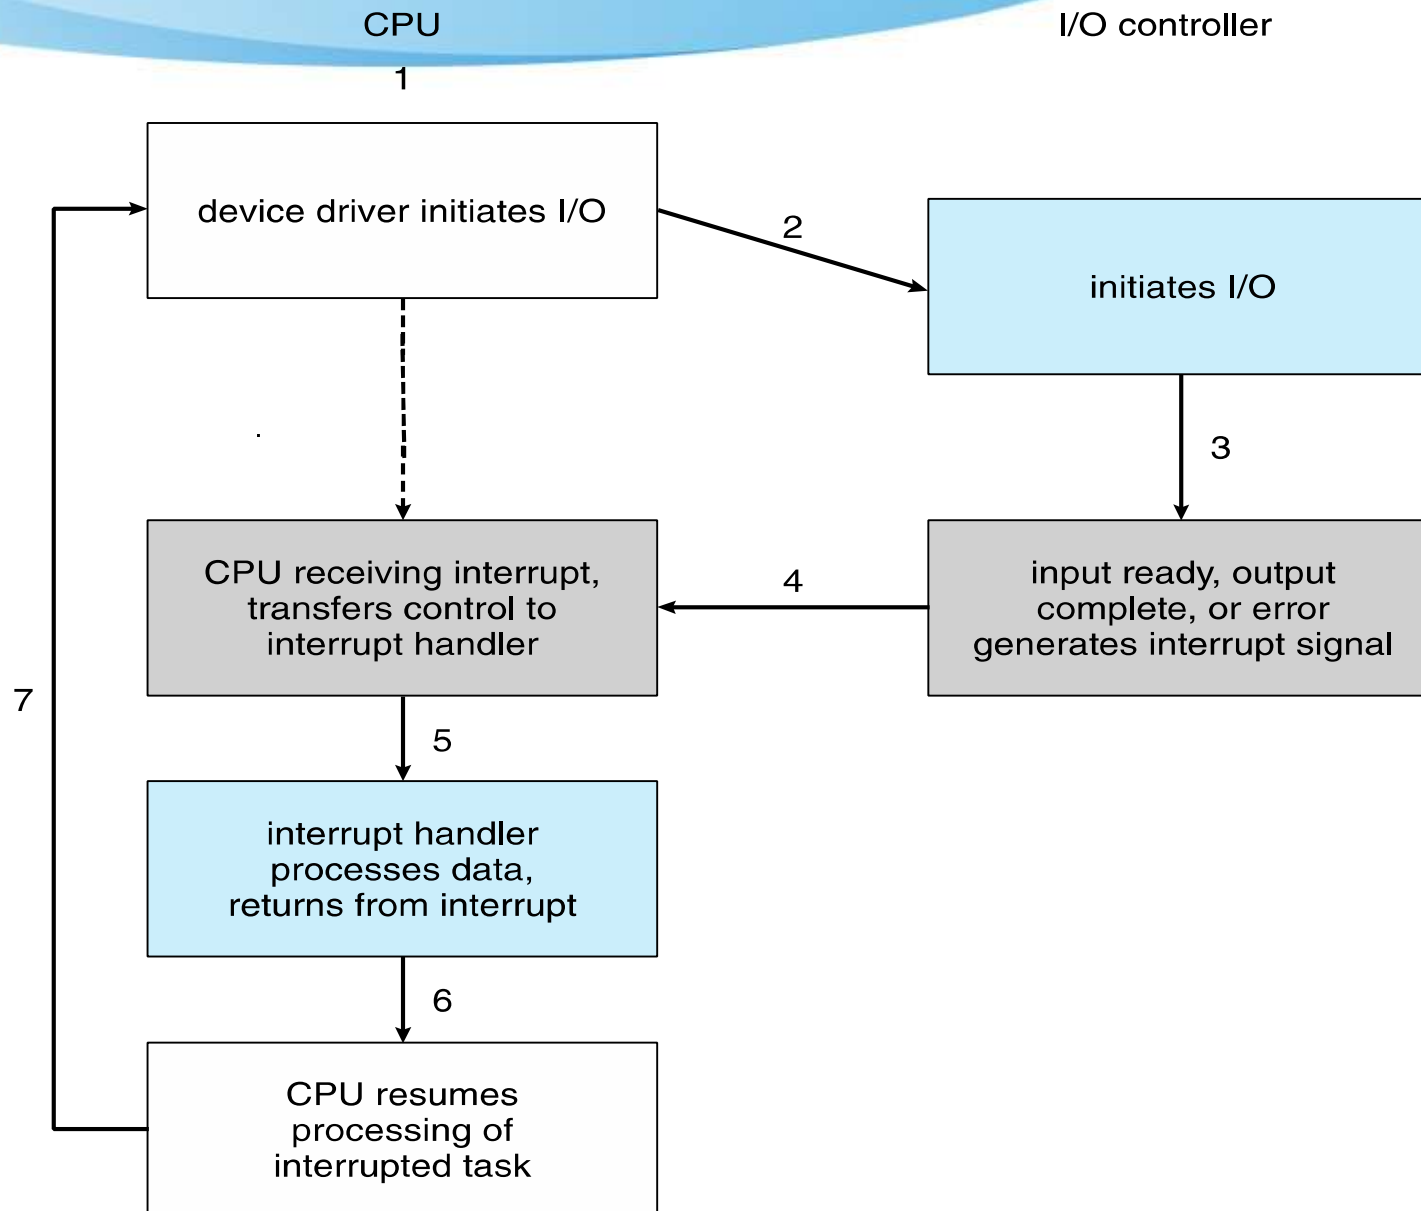 CPU
I/O controller
1
device driver initiates I/O
2
initiates I/O
3
CPU receiving interrupt,
transfers control to
interrupt handler
4
input ready, output
complete, or error
generates interrupt signal
7
5
interrupt handler
processes data,
returns from interrupt
6
CPU resumes
processing of
interrupted task